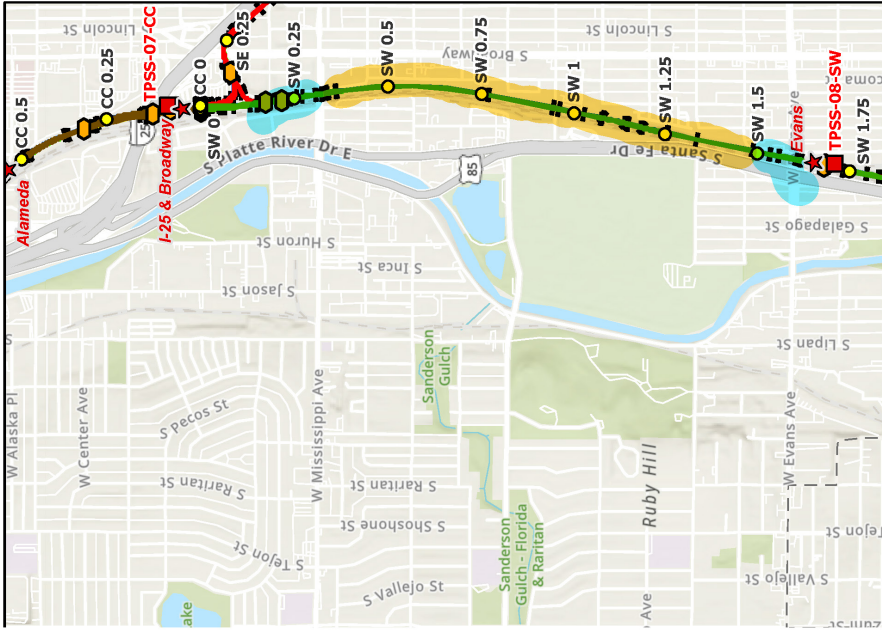 S Lincoln St
S Lincoln St
CC 0.5
CC 0.25
TPSS-07-CC
CC 0
SE 0.25
SW 0.25
SW 0.5
SW 0.75
SW 1
SW 1.25
SW 1.5
SW 1.75
SW 0
S Broadway
Evans
TPSS-08-SW
25
85
I-25 & Broadway
Alameda
S Platte River Dr E
S Santa Fe Dr
S Galapago St
S Huron St
S Inca St
S Jason St
S Lipan St
Sanderson
Gulch
W Alaska Pl
W Center Ave
W Mississippi Ave
W Evans Ave
S Pecos St
S Raritan St
S Raritan St
S Shoshone St
Ruby Hill
S Tejon St
Tejon St
Sanderson
Gulch - Florida
& Raritan
S Vallejo St
S Vallejo St
Lake
Ave